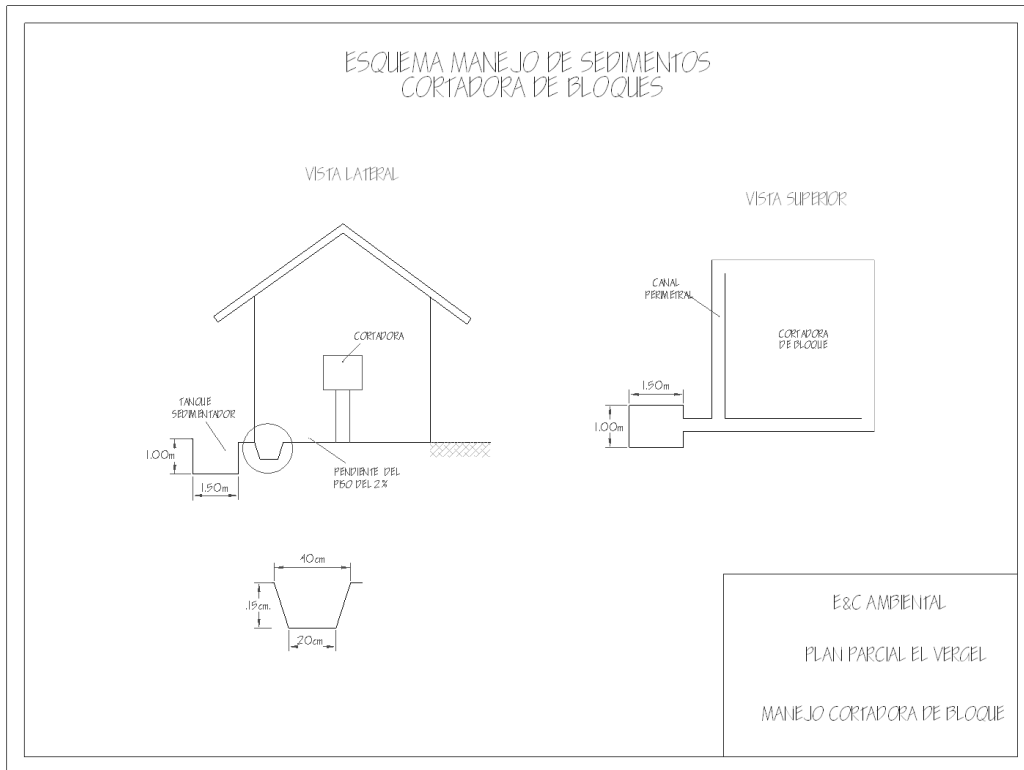 ESQUEMA MANEJO DE SEDIMENTOS
CORTADORA DE BLOQUES
VISTA LATERAL
VISTA SUPERIOR
CANAL
PERIMETRAL
CORTADORA
DE BLOQUE
CORTADORA
1.50m
1.00m
TANQUE
SEDIMENTADOR
1.00m
1.50m
PENDIENTE DEL
PISO DEL 2%
40cm
.15cm.
20cm
E&C AMBIENTAL
PLAN PARCIAL EL VERGEL
MANEJO CORTADORA DE BLOQUE